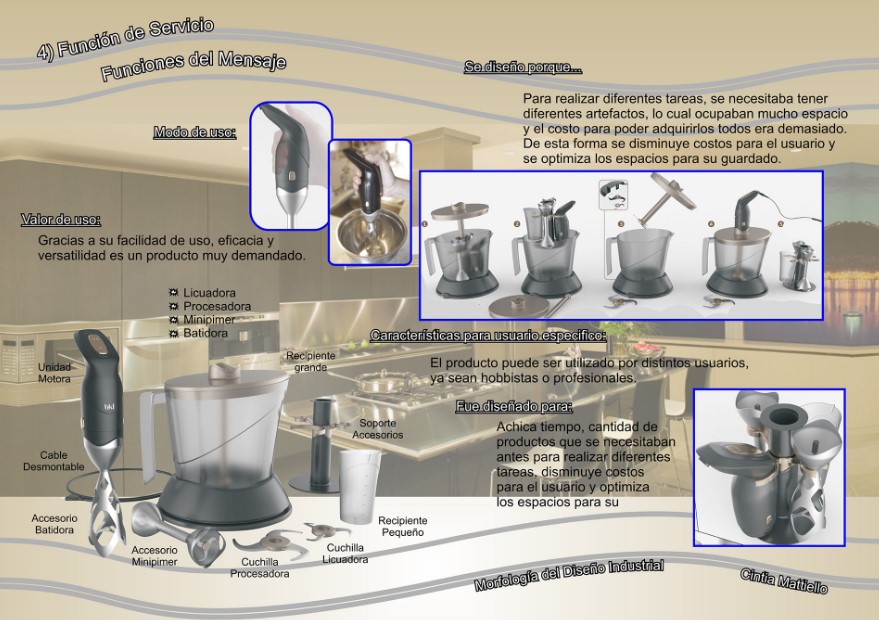 4) Función de Servicio
Funciones del Mensaje
Se diseño porque...
Para realizar diferentes tareas, se necesitaba tener
diferentes artefactos, lo cual ocupaban mucho espacio
y el costo para poder adquirirlos todos era demasiado.
De esta forma se disminuye costos para el usuario y
se optimiza los espacios para su guardado.
Modo de uso:
1 2 3 4 5
Valor de uso:
Gracias a su facilidad de uso, eficacia y
versatilidad es un producto muy demandado.
Licuadora
Procesadora
Minipimer
Batidora
Características para usuario especifico:
El producto puede ser utilizado por distintos usuarios,
ya sean hobbistas o profesionales.
Fue diseñado para:
Achica tiempo, cantidad de
productos que se necesitaban
antes para realizar diferentes
tareas, disminuye costos
para el usuario y optimiza
los espacios para su
Unidad
Motora
Recipiente
grande
Soporte
Accesorios
Cable
Desmontable
Accesorio
Batidora
Accesorio
Minipimer
Cuchilla
Procesadora
Cuchilla
Licuadora
Recipiente
Pequeño
Morfología del Diseño Industrial
Cintia Mattiello